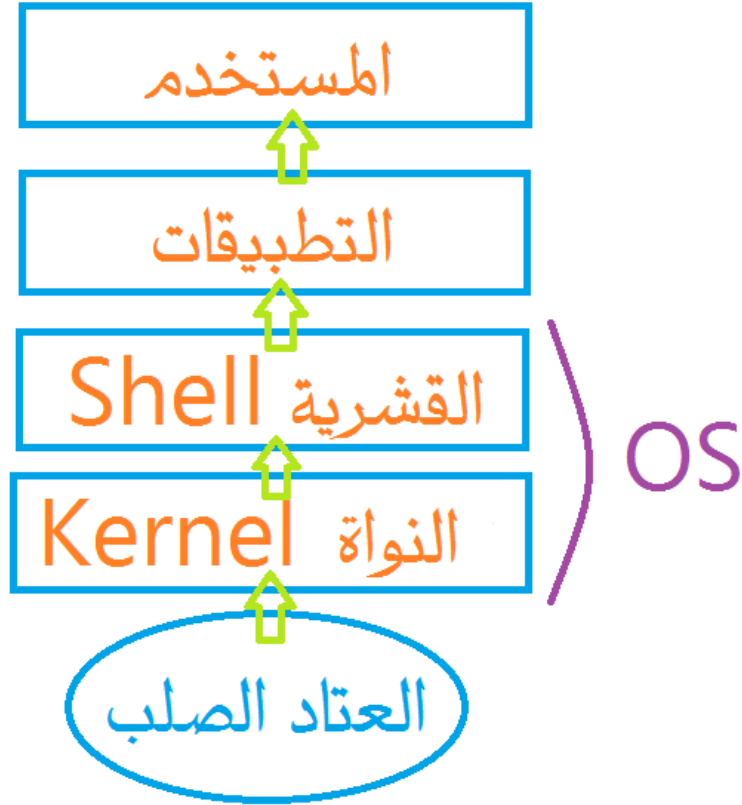 المستخدم
التطبيقات
القشرية Shell
النواة Kernel
OS
العتاد الصلب